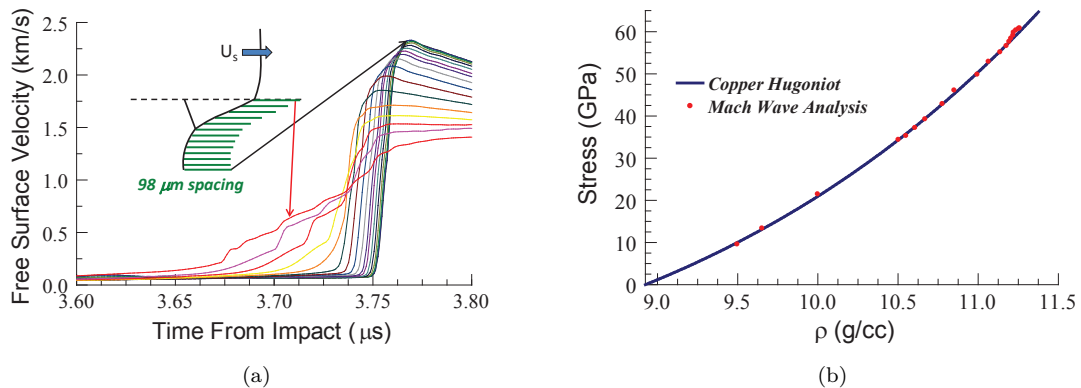 2.5
2.0
1.5
1.0
0.5
0.0
Free Surface Velocity (km/s)
Us
98 μm spacing
3.60
3.65
3.70
3.75
3.80
Time From Impact (μs)
(a)
60
50
40
30
20
10
0
Stress (GPa)
Copper Hugoniot
Mach Wave Analysis
9.0
9.5
10.0
10.5
11.0
11.5
ρ (g/cc)
(b)